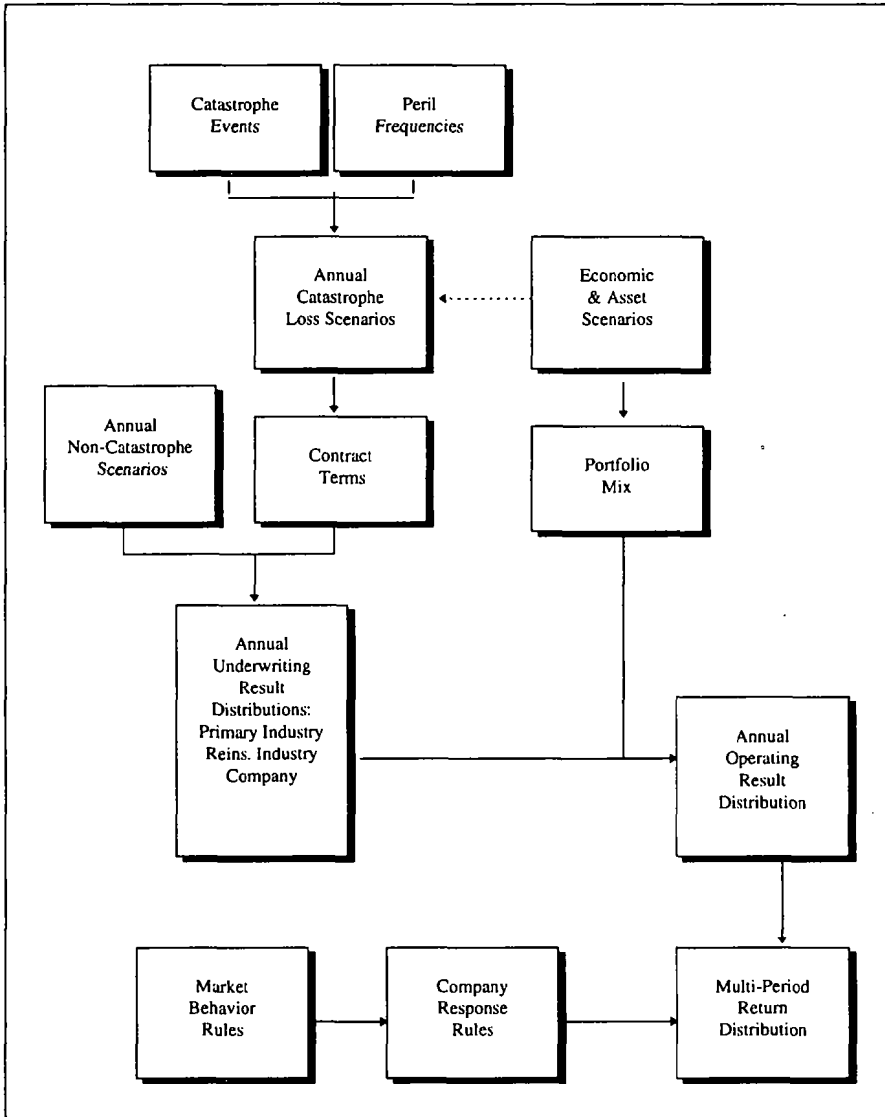 Catastrophe
Events
Peril
Frequencies
Annual
Catastrophe
Loss Scenarios
Economic
& Asset
Scenarios
Annual
Non-Catastrophe
Scenarios
Contract
Terms
Portfolio
Mix
Annual
Underwriting
Result
Distributions:
Primary Industry
Reins. Industry
Company
Annual
Operating
Result
Distribution
Market
Behavior
Rules
Company
Response
Rules
Multi-Period
Return
Distribution